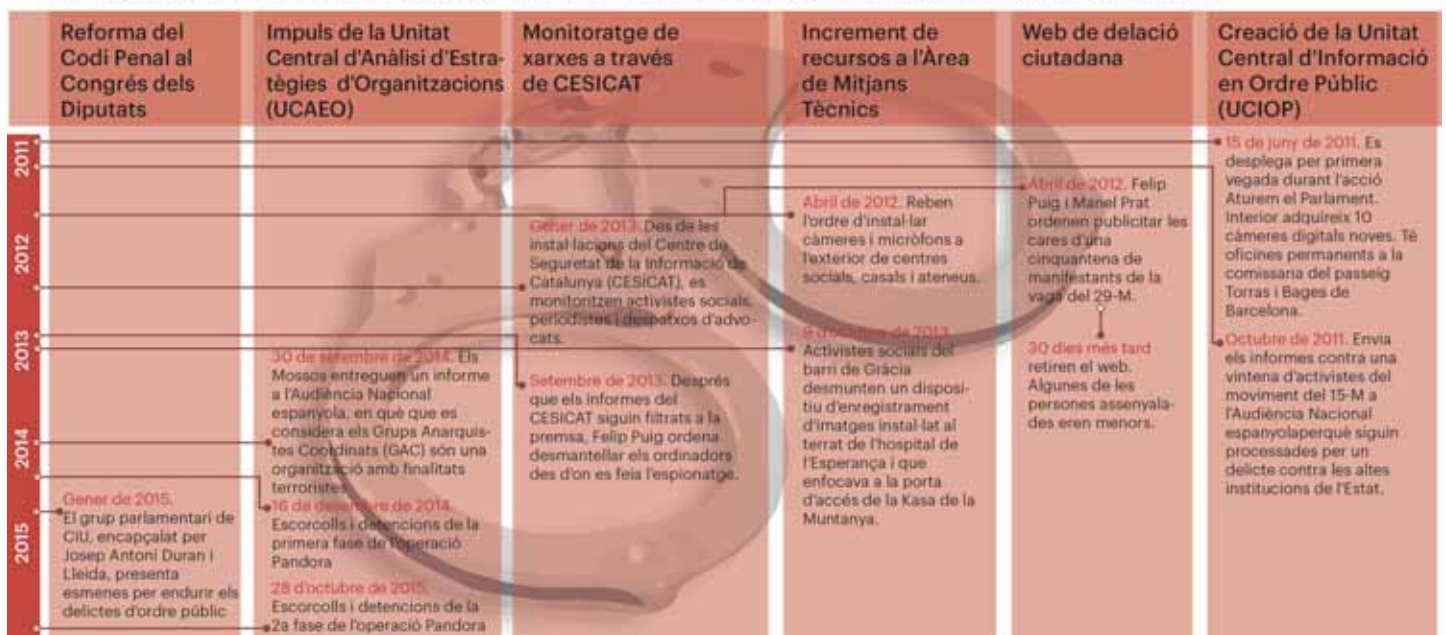 Reforma del
Codi Penal al
Congrés dels
Diputats
Impuls de la Unitat
Central d'Anàlisi d'Estra-
tègies d'Organitzacions
(UCAEO)
Monitoratge de
xarxes a través
de CESICAT
Increment de
recursos a l'Àrea
de Mitjans
Tècnics
Web de delació
ciutadana
Creació de la Unitat
Central d'Informació
en Ordre Públic
(UCIOP)
2011
2012
2013
2014
2015
Gener de 2015.
El grup parlamentari de
CiU, encapçalat per
Josep Antoni Duran i
Lleida, presenta
esmenes per endurir els
delictes d'ordre públic
30 de setembre de 2014. Els
Mossos entreguen un informe
a l'Audiència Nacional
espanyola, en què que es
considera els Grups Anarquis-
tes Coordinats (GAC) són una
organització amb finalitats
terroristes.
16 de desembre de 2014.
Escorcolls i detencions de la
primera fase de l'operació
Pandora
28 d'octubre de 2015.
Escorcolls i detencions de la
2a fase de l'operació Pandora
Gener de 2013. Des de les
instal·lacions del Centre de
Seguretat de la Informació de
Catalunya (CESICAT), es
monitoritzen activistes socials,
periodistes i despatxos d'advo-
cats.
Setembre de 2013. Després
que els informes del
CESICAT siguin filtrats a la
premsa, Felip Puig ordena
desmantellar els ordinadors
des d'on es feia l'espionatge.
Abril de 2012. Reben
l'ordre d'instal·lar
càmeres i micròfons a
l'exterior de centres
socials, casals i ateneus.
9 d'octubre de 2013.
Activistes socials del
barri de Gràcia
desmunten un disposi-
tiu d'enregistrament
d'imatges instal·lat al
terrat de l'hospital de
l'Esperança i que
enfocava a la porta
d'accés de la Kasa de la
Muntanya.
Abril de 2012. Felip
Puig i Manel Prat
ordenen publicitar les
cares d'una
cinquantena de
manifestants de la
vaga del 29-M.
30 dies més tard
retiren el web.
Algunes de les
persones assenyala-
des eren menors.
15 de juny de 2011. Es
desplega per primera
vegada durant l'acció
Aturem el Parlament.
Interior adquireix 10
càmeres digitals noves. Té
oficines permanents a la
comissaria del passeig
Torras i Bages de
Barcelona.
Octubre de 2011. Envia
els informes contra una
vintena d'activistes del
moviment del 15-M a
l'Audiència Nacional
espanyolaperquè siguin
processades per un
delicte contra les altes
institucions de l'Estat.